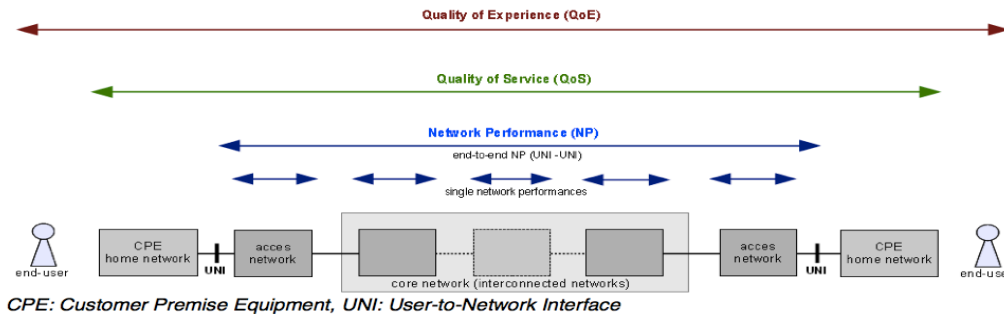 Quality of Experience (QoE)
Quality of Service (QoS)
Network Performance (NP)
end-to-end NP (UNI -UNI)
single network performances
end-user
CPE
home network
UNI
acces
network
core network (interconnected networks)
acces
network
UNI
CPE
home network
end-user
CPE: Customer Premise Equipment, UNI: User-to-Network Interface